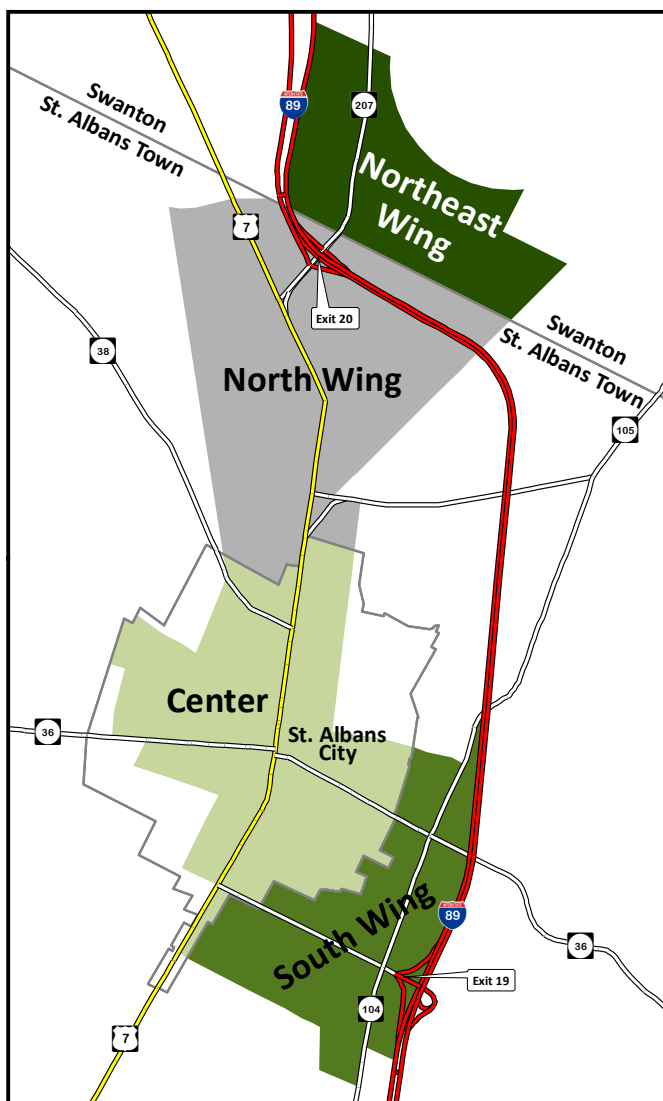 Swanton
St. Albans Town
89
207
Northeast
Wing
7
Exit 20
Swanton
St. Albans Town
38
North Wing
105
Center
St. Albans
City
36
South Wing
89
36
Exit 19
104
7